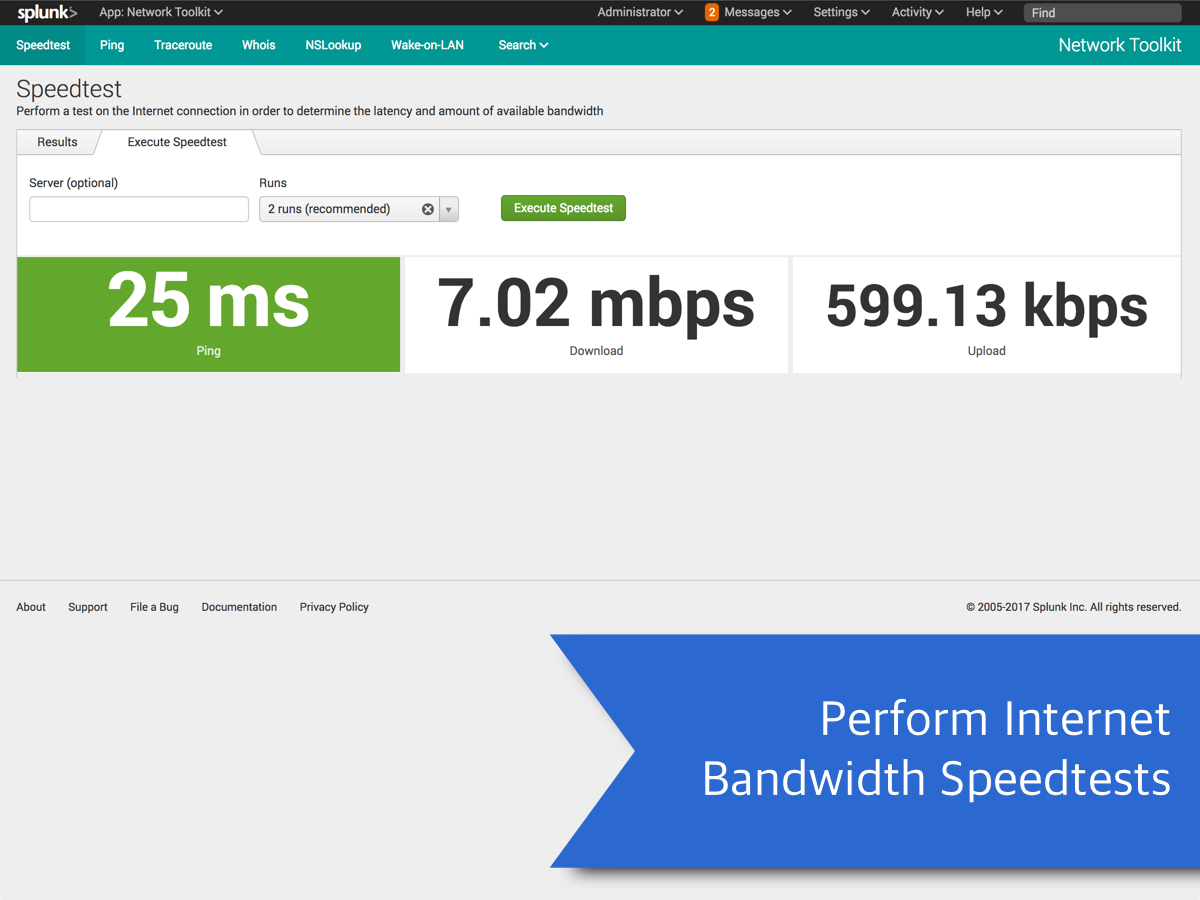 splunk> App: Network Toolkit Administrator 2 Messages Settings Activity Help Find
Speedtest Ping Traceroute Whois NSLookup Wake-on-LAN Search Network Toolkit
Speedtest
Perform a test on the Internet connection in order to determine the latency and amount of available bandwidth
Results Execute Speedtest
Server (optional) Runs
2 runs (recommended) Execute Speedtest
25 ms 7.02 mbps 599.13 kbps
Ping Download Upload
About Support File a Bug Documentation Privacy Policy © 2005-2017 Splunk Inc. All rights reserved.
Perform Internet
Bandwidth Speedtests